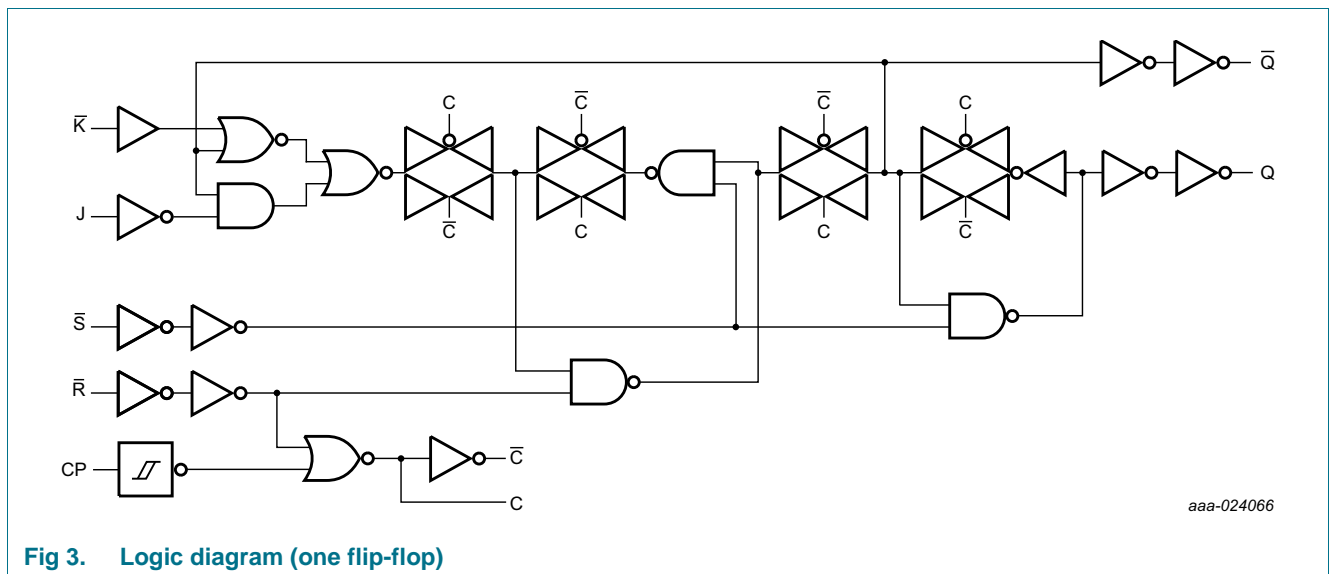 Q̅
C C̅ C̅ C
K̅
Q
J
C̅ C C C̅
S̅
R̅
CP C̅
C
aaa-024066
Fig 3. Logic diagram (one flip-flop)